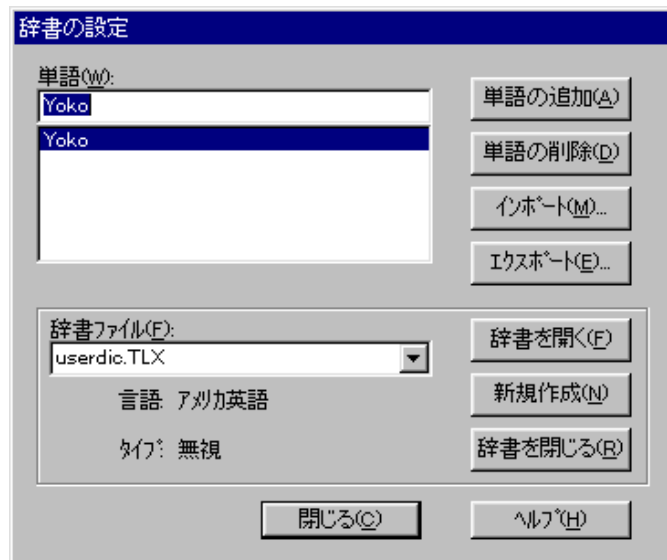 辞書の設定
単語(W):
Yoko
Yoko
単語の追加(A)
単語の削除(D)
インポート(M)...
エクスポート(E)...
辞書ファイル(F):
userdic.TLX
言語: アメリカ英語
タイプ: 無視
辞書を開く(F)
新規作成(N)
辞書を閉じる(R)
閉じる(C)
ヘルプ(H)